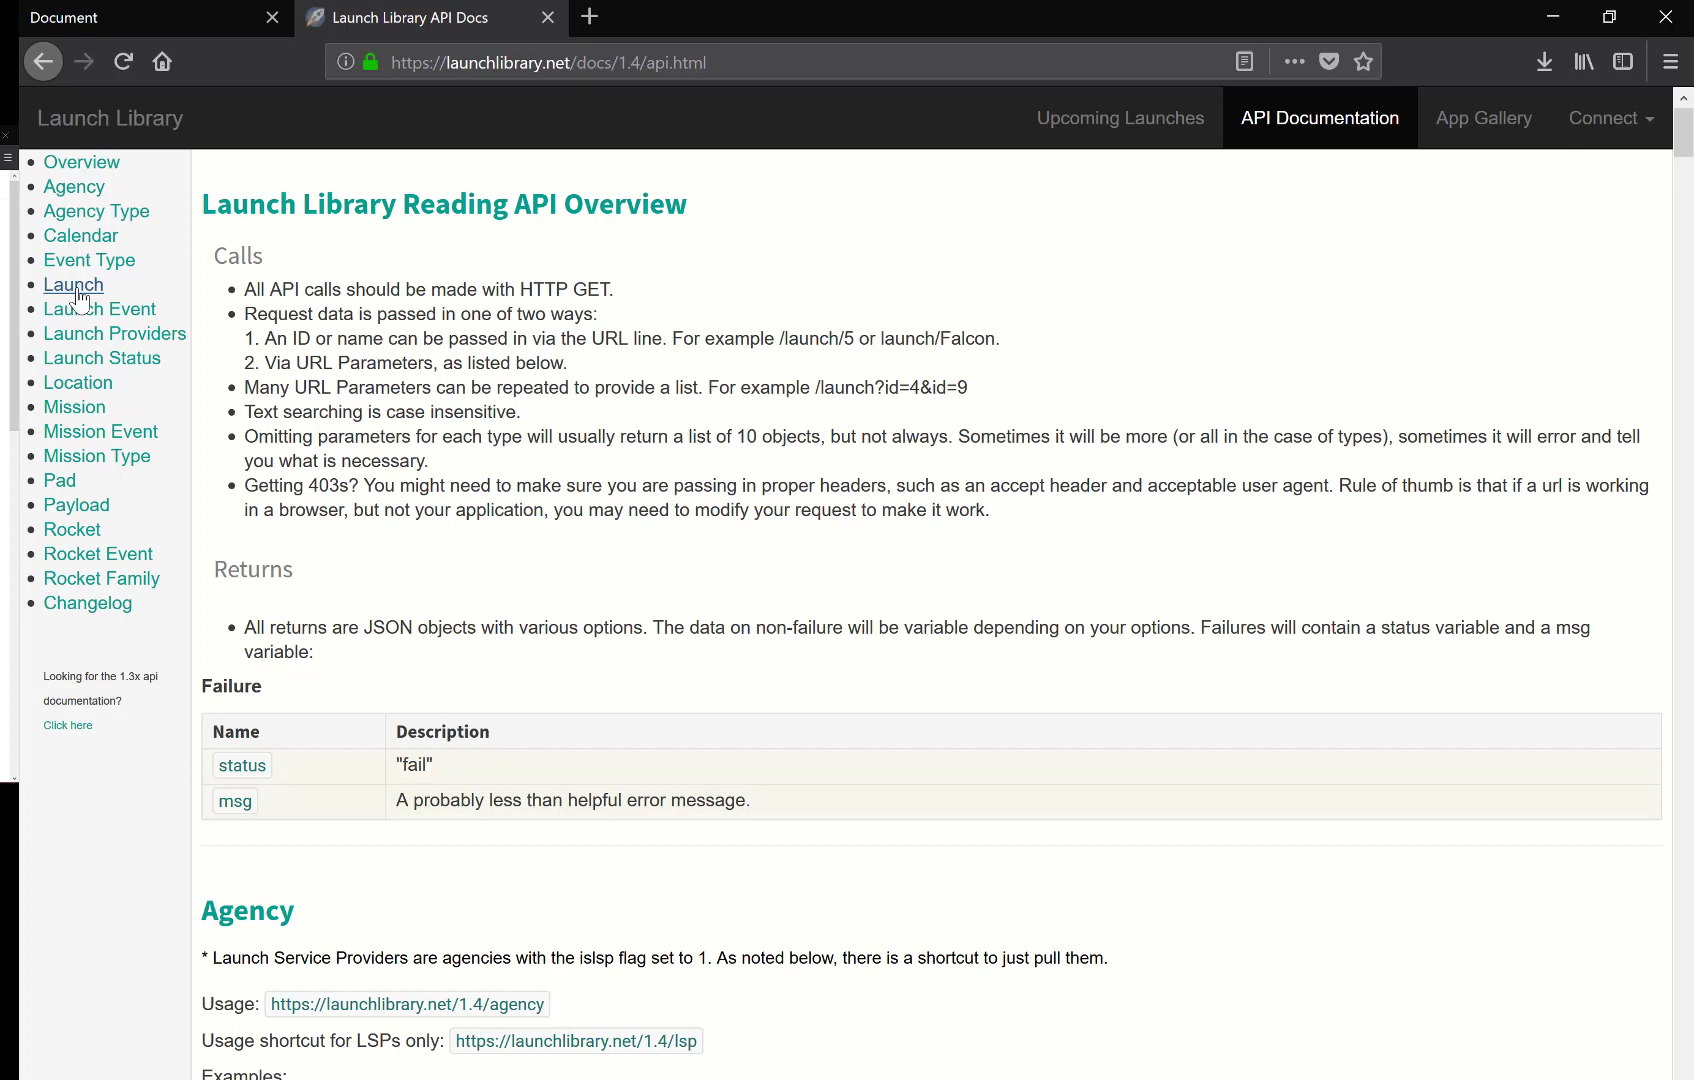 Document
Launch Library API Docs
https://launchlibrary.net/docs/1.4/api.html
Launch Library
Upcoming Launches
API Documentation
App Gallery
Connect
Overview
Agency
Agency Type
Calendar
Event Type
Launch
Launch Event
Launch Providers
Launch Status
Location
Mission
Mission Event
Mission Type
Pad
Payload
Rocket
Rocket Event
Rocket Family
Changelog
Looking for the 1.3x api
documentation?
Click here
Launch Library Reading API Overview
Calls
All API calls should be made with HTTP GET.
Request data is passed in one of two ways:
1. An ID or name can be passed in via the URL line. For example /launch/5 or launch/Falcon.
2. Via URL Parameters, as listed below.
Many URL Parameters can be repeated to provide a list. For example /launch?id=4&id=9
Text searching is case insensitive.
Omitting parameters for each type will usually return a list of 10 objects, but not always. Sometimes it will be more (or all in the case of types), sometimes it will error and tell
you what is necessary.
Getting 403s? You might need to make sure you are passing in proper headers, such as an accept header and acceptable user agent. Rule of thumb is that if a url is working
in a browser, but not your application, you may need to modify your request to make it work.
Returns
All returns are JSON objects with various options. The data on non-failure will be variable depending on your options. Failures will contain a status variable and a msg
variable:
Failure
Name Description
status "fail"
msg A probably less than helpful error message.
Agency
* Launch Service Providers are agencies with the islsp flag set to 1. As noted below, there is a shortcut to just pull them.
Usage: https://launchlibrary.net/1.4/agency
Usage shortcut for LSPs only: https://launchlibrary.net/1.4/lsp
Examples: